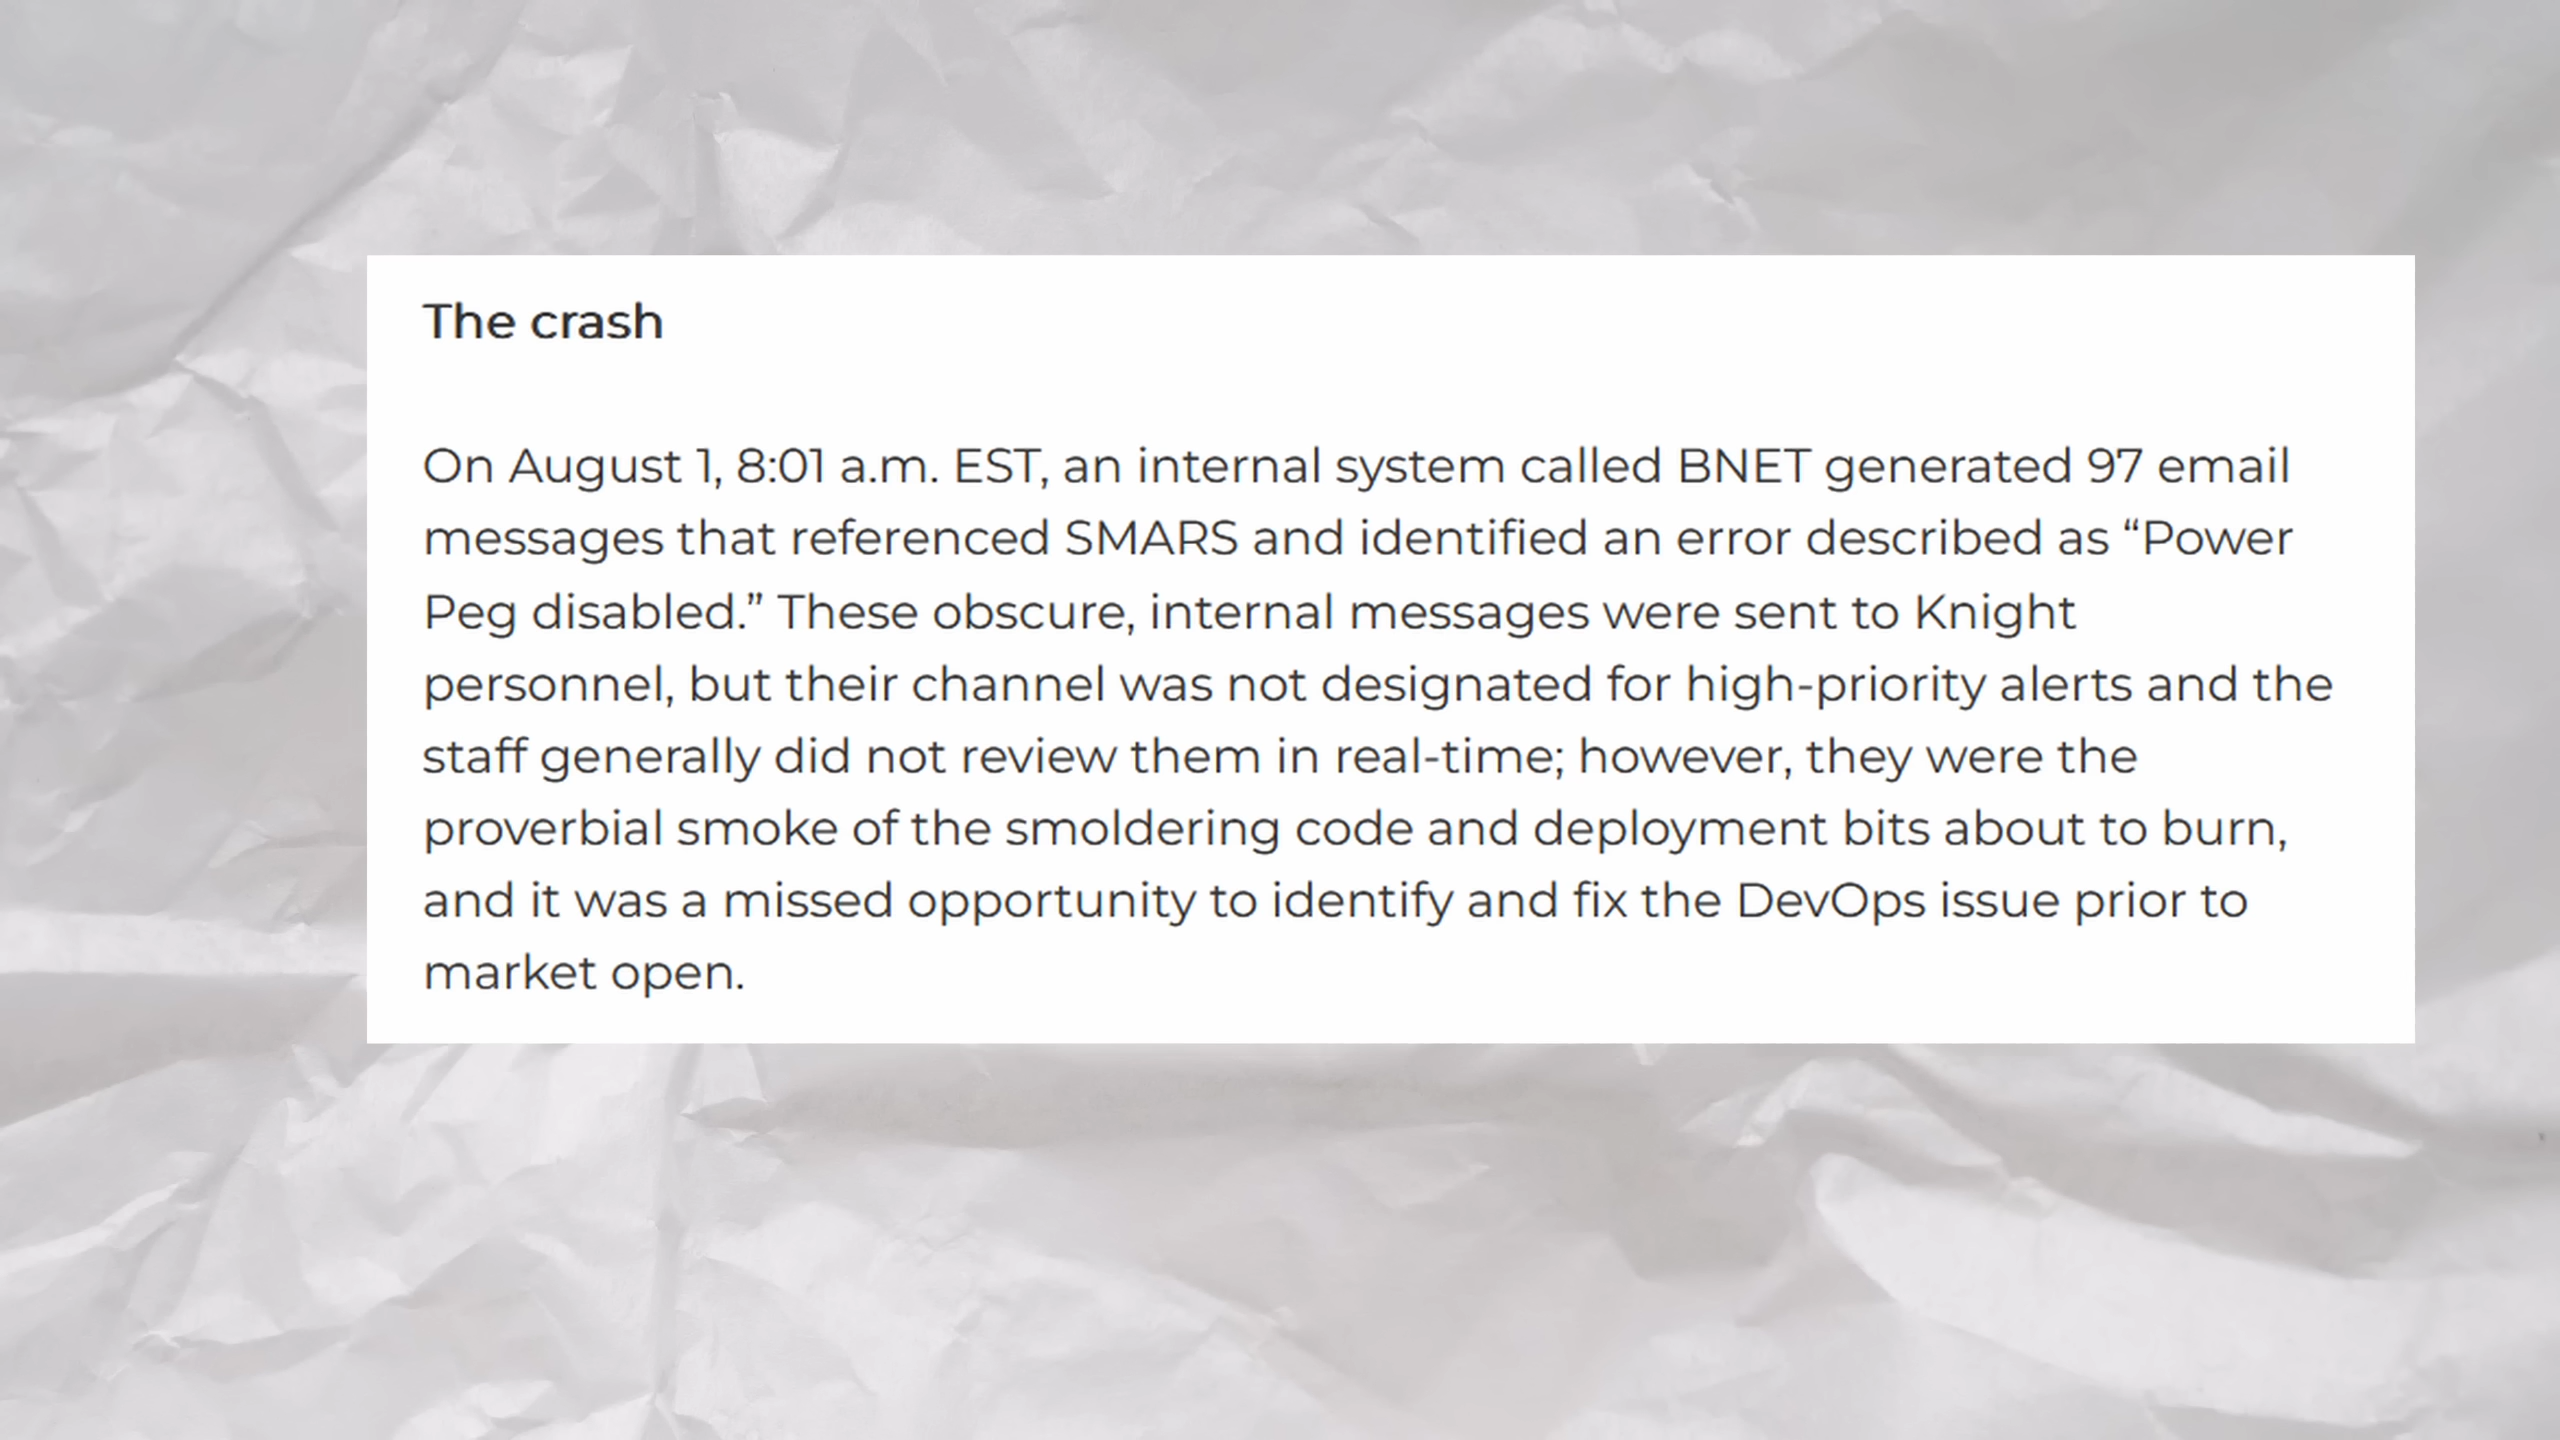 The crash
On August 1, 8:01 a.m. EST, an internal system called BNET generated 97 email
messages that referenced SMARS and identified an error described as “Power
Peg disabled.” These obscure, internal messages were sent to Knight
personnel, but their channel was not designated for high-priority alerts and the
staff generally did not review them in real-time; however, they were the
proverbial smoke of the smoldering code and deployment bits about to burn,
and it was a missed opportunity to identify and fix the DevOps issue prior to
market open.